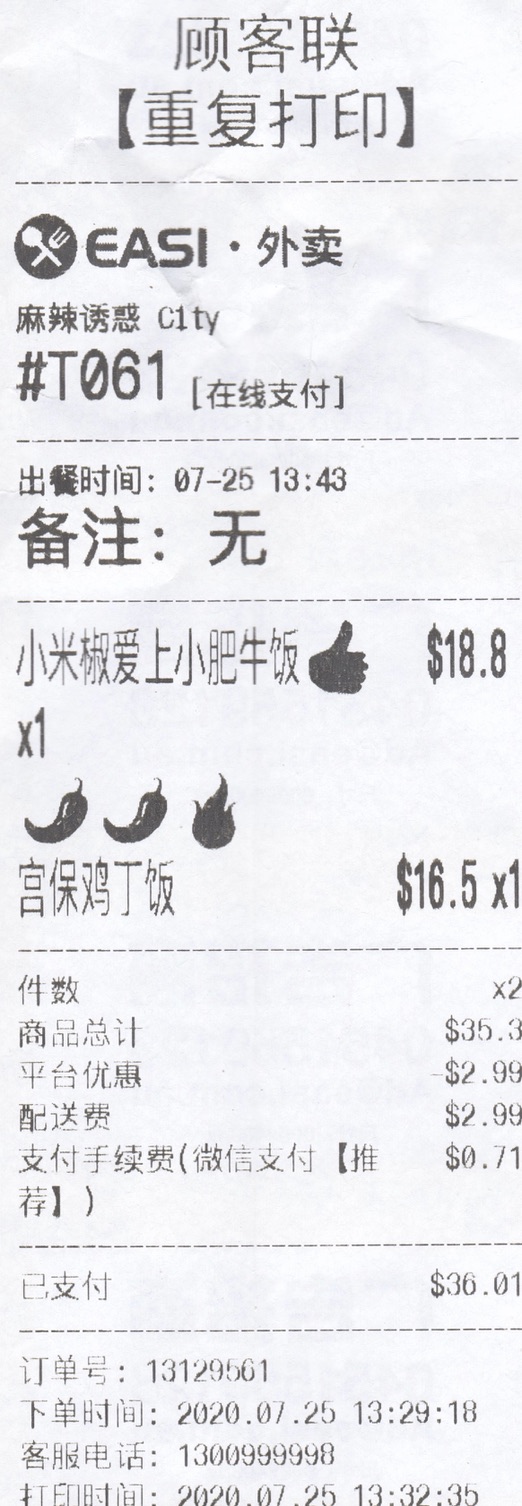 顾客联
【重复打印】
EASI·外卖
麻辣诱惑 City
#T061 [在线支付]
出餐时间: 07-25 13:43
备注: 无
小米椒爱上小肥牛饭 $18.8
x1
宫保鸡丁饭 $16.5 x1
件数 x2
商品总计 $35.3
平台优惠 -$2.99
配送费 $2.99
支付手续费(微信支付【推 $0.71
荐】)
已支付 $36.01
订单号: 13129561
下单时间: 2020.07.25 13:29:18
客服电话: 1300999998
打印时间: 2020.07.25 13:32:35